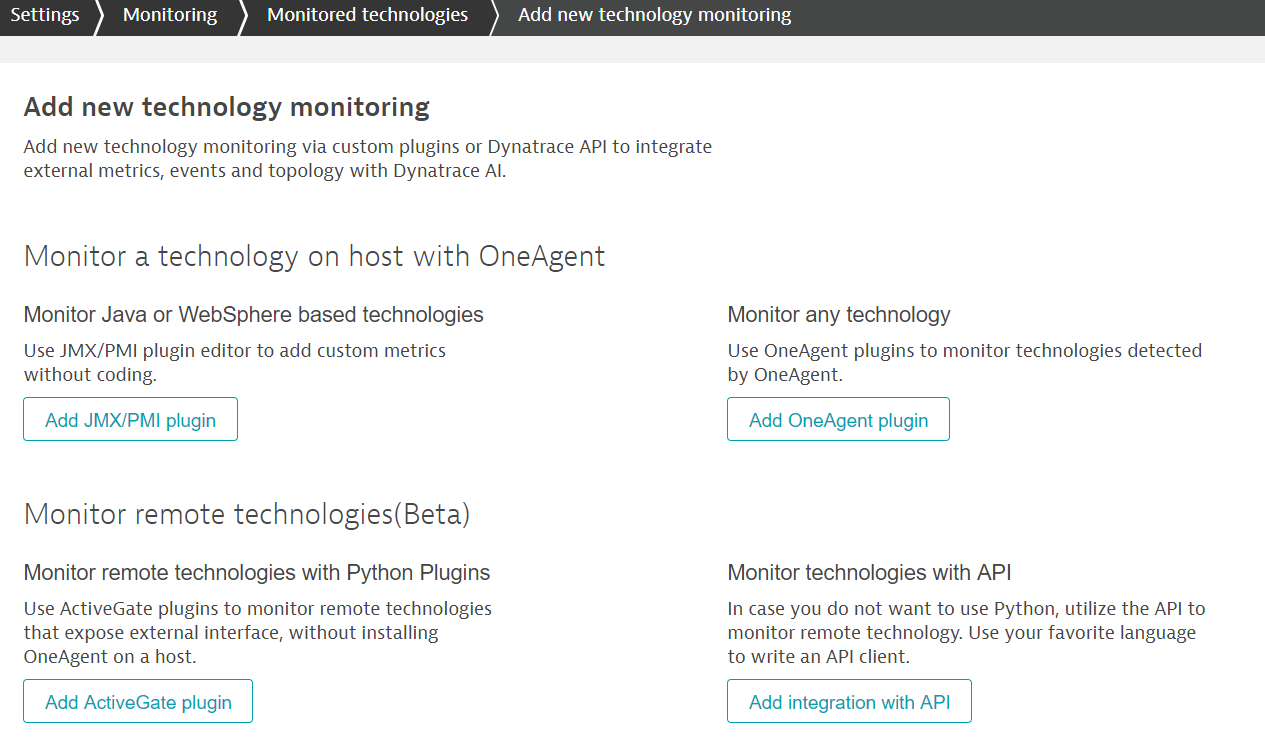 Settings Monitoring Monitored technologies Add new technology monitoring
Add new technology monitoring
Add new technology monitoring via custom plugins or Dynatrace API to integrate
external metrics, events and topology with Dynatrace AI.
Monitor a technology on host with OneAgent
Monitor Java or WebSphere based technologies
Use JMX/PMI plugin editor to add custom metrics
without coding.
Add JMX/PMI plugin
Monitor any technology
Use OneAgent plugins to monitor technologies detected
by OneAgent.
Add OneAgent plugin
Monitor remote technologies(Beta)
Monitor remote technologies with Python Plugins
Use ActiveGate plugins to monitor remote technologies
that expose external interface, without installing
OneAgent on a host.
Add ActiveGate plugin
Monitor technologies with API
In case you do not want to use Python, utilize the API to
monitor remote technology. Use your favorite language
to write an API client.
Add integration with API